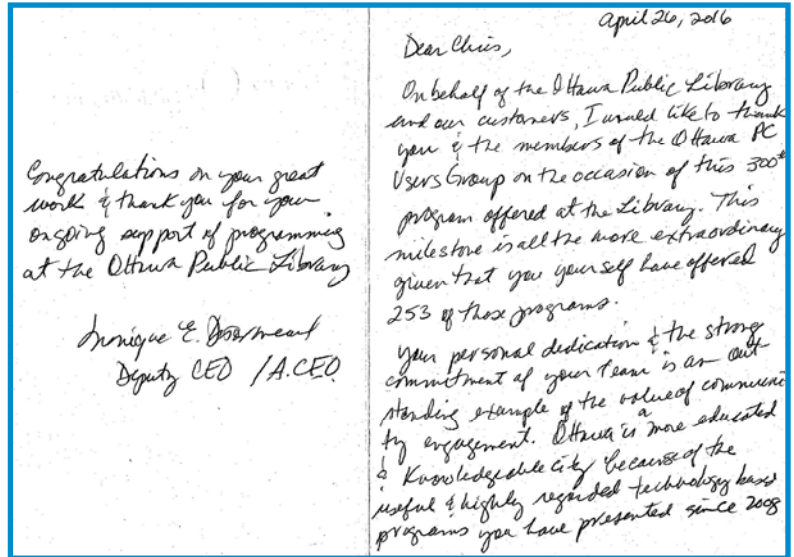 April 26, 2016
Dear Chris,
On behalf of the Ottawa Public Library
and our customers, I would like to thank
you & the members of the Ottawa PC
Users Group on the occasion of this 300th
program offered at the Library. This
milestone is all the more extraordinary
given that you yourself have offered
253 of those programs.
Your personal dedication & the strong
commitment of your team is an out
standing example of the value of communi
ty engagement. Ottawa is a more educated
& Knowledgeable city because of the
useful & highly regarded technology based
programs you have presented since 2008
Congratulations on your great
work & thank you for your
ongoing support of programming
at the Ottawa Public Library
Monique E. Désormeaux
Deputy CEO /A.CEO.